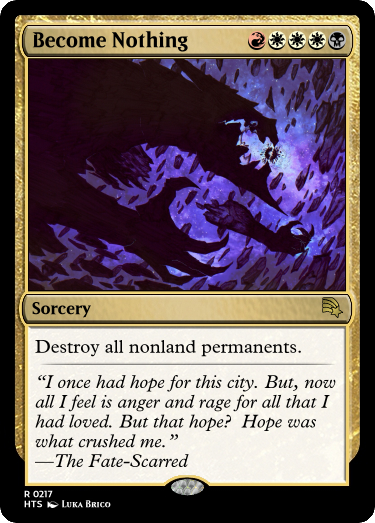 Become Nothing
Sorcery
Destroy all nonland permanents.
“I once had hope for this city. But, now
all I feel is anger and rage for all that I
had loved. But that hope?  Hope was
what crushed me.”
—The Fate-Scarred
R 0217
HTS Luka Brico